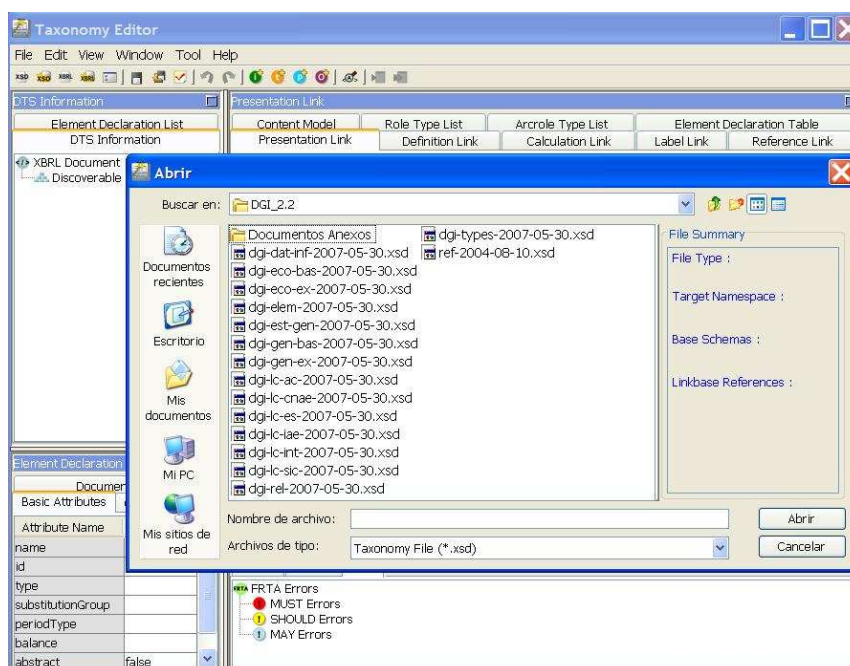 Taxonomy Editor
File Edit View Window Tool Help
XSD XSD XBRL XBRL
DTS Information
Presentation Link
Element Declaration List
Content Model Role Type List Arcrole Type List Element Declaration Table
DTS Information
Presentation Link Definition Link Calculation Link Label Link Reference Link
XBRL Document
Discoverable
Abrir
Buscar en: DGI_2.2
Documentos recientes
Escritorio
Mis documentos
Mi PC
Mis sitios de red
Documentos Anexos
dgi-dat-inf-2007-05-30.xsd
dgi-eco-bas-2007-05-30.xsd
dgi-eco-ex-2007-05-30.xsd
dgi-elem-2007-05-30.xsd
dgi-est-gen-2007-05-30.xsd
dgi-gen-bas-2007-05-30.xsd
dgi-gen-ex-2007-05-30.xsd
dgi-lc-ac-2007-05-30.xsd
dgi-lc-cnae-2007-05-30.xsd
dgi-lc-es-2007-05-30.xsd
dgi-lc-iae-2007-05-30.xsd
dgi-lc-int-2007-05-30.xsd
dgi-lc-sic-2007-05-30.xsd
dgi-rel-2007-05-30.xsd
dgi-types-2007-05-30.xsd
ref-2004-08-10.xsd
File Summary
File Type :
Target Namespace :
Base Schemas :
Linkbase References :
Nombre de archivo:
Abrir
Archivos de tipo: Taxonomy File (*.xsd)
Cancelar
Element Declaration
Documen
Basic Attributes
Attribute Name
name
id
type
substitutionGroup
periodType
balance
abstract false
FRTA FRTA Errors
MUST Errors
SHOULD Errors
MAY Errors